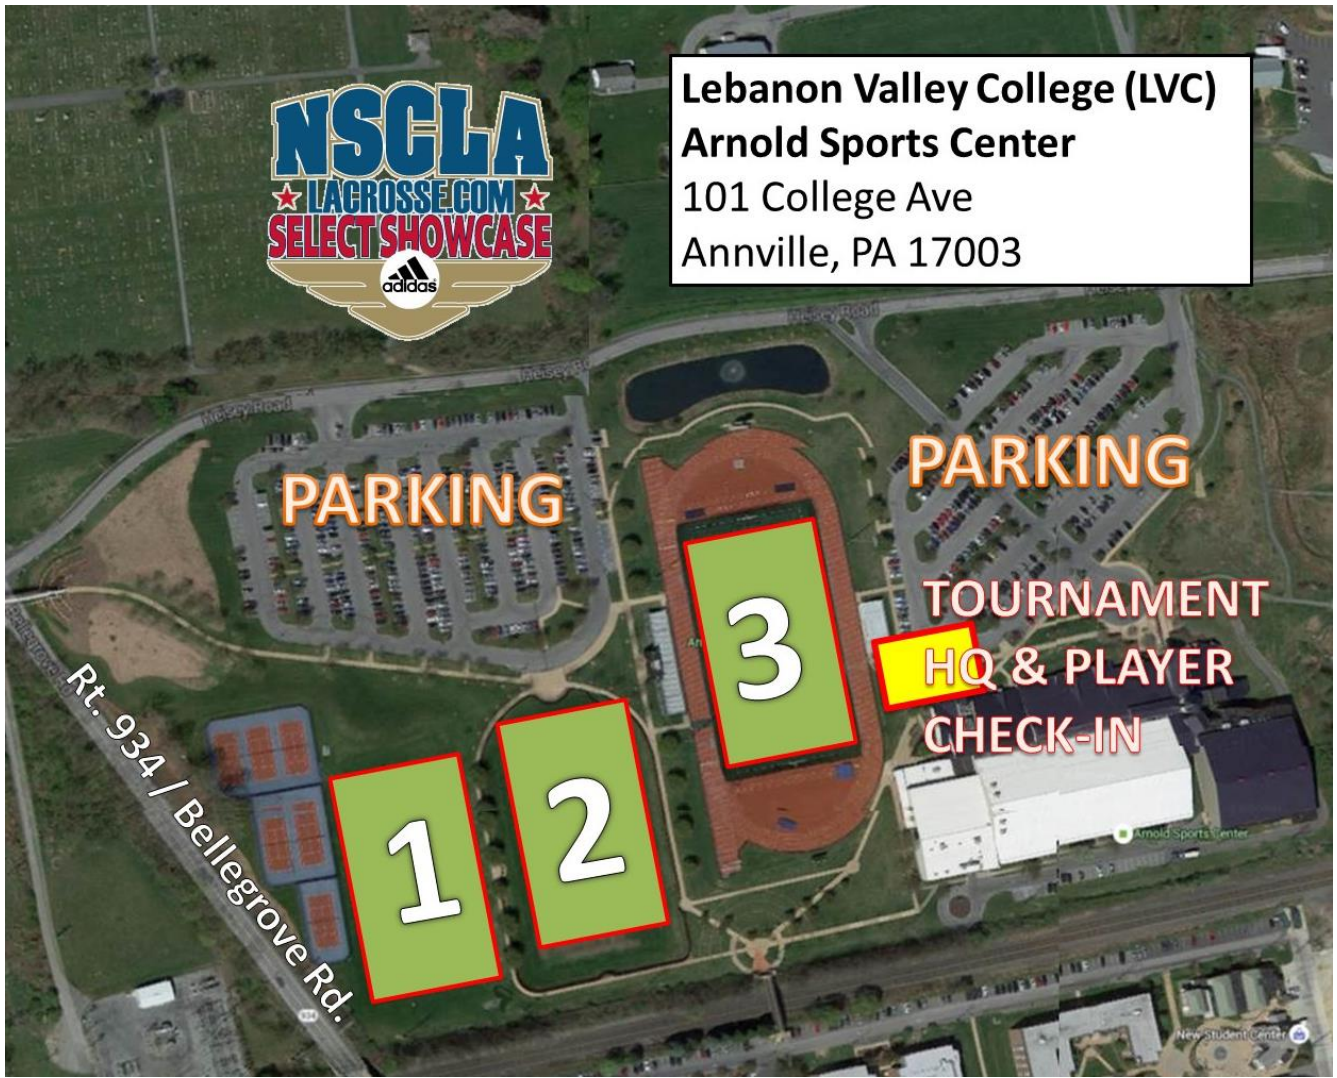 NSCLA
LACROSSE.COM
SELECT SHOWCASE
adidas
Lebanon Valley College (LVC)
Arnold Sports Center
101 College Ave
Annville, PA 17003
Heisey Road
Heisey
Heisey Road
PARKING
PARKING
3
TOURNAMENT
HQ & PLAYER
CHECK-IN
Rt. 934 / Bellegrove Rd.
1
2
Arnold Sports Center
934
New Student Center